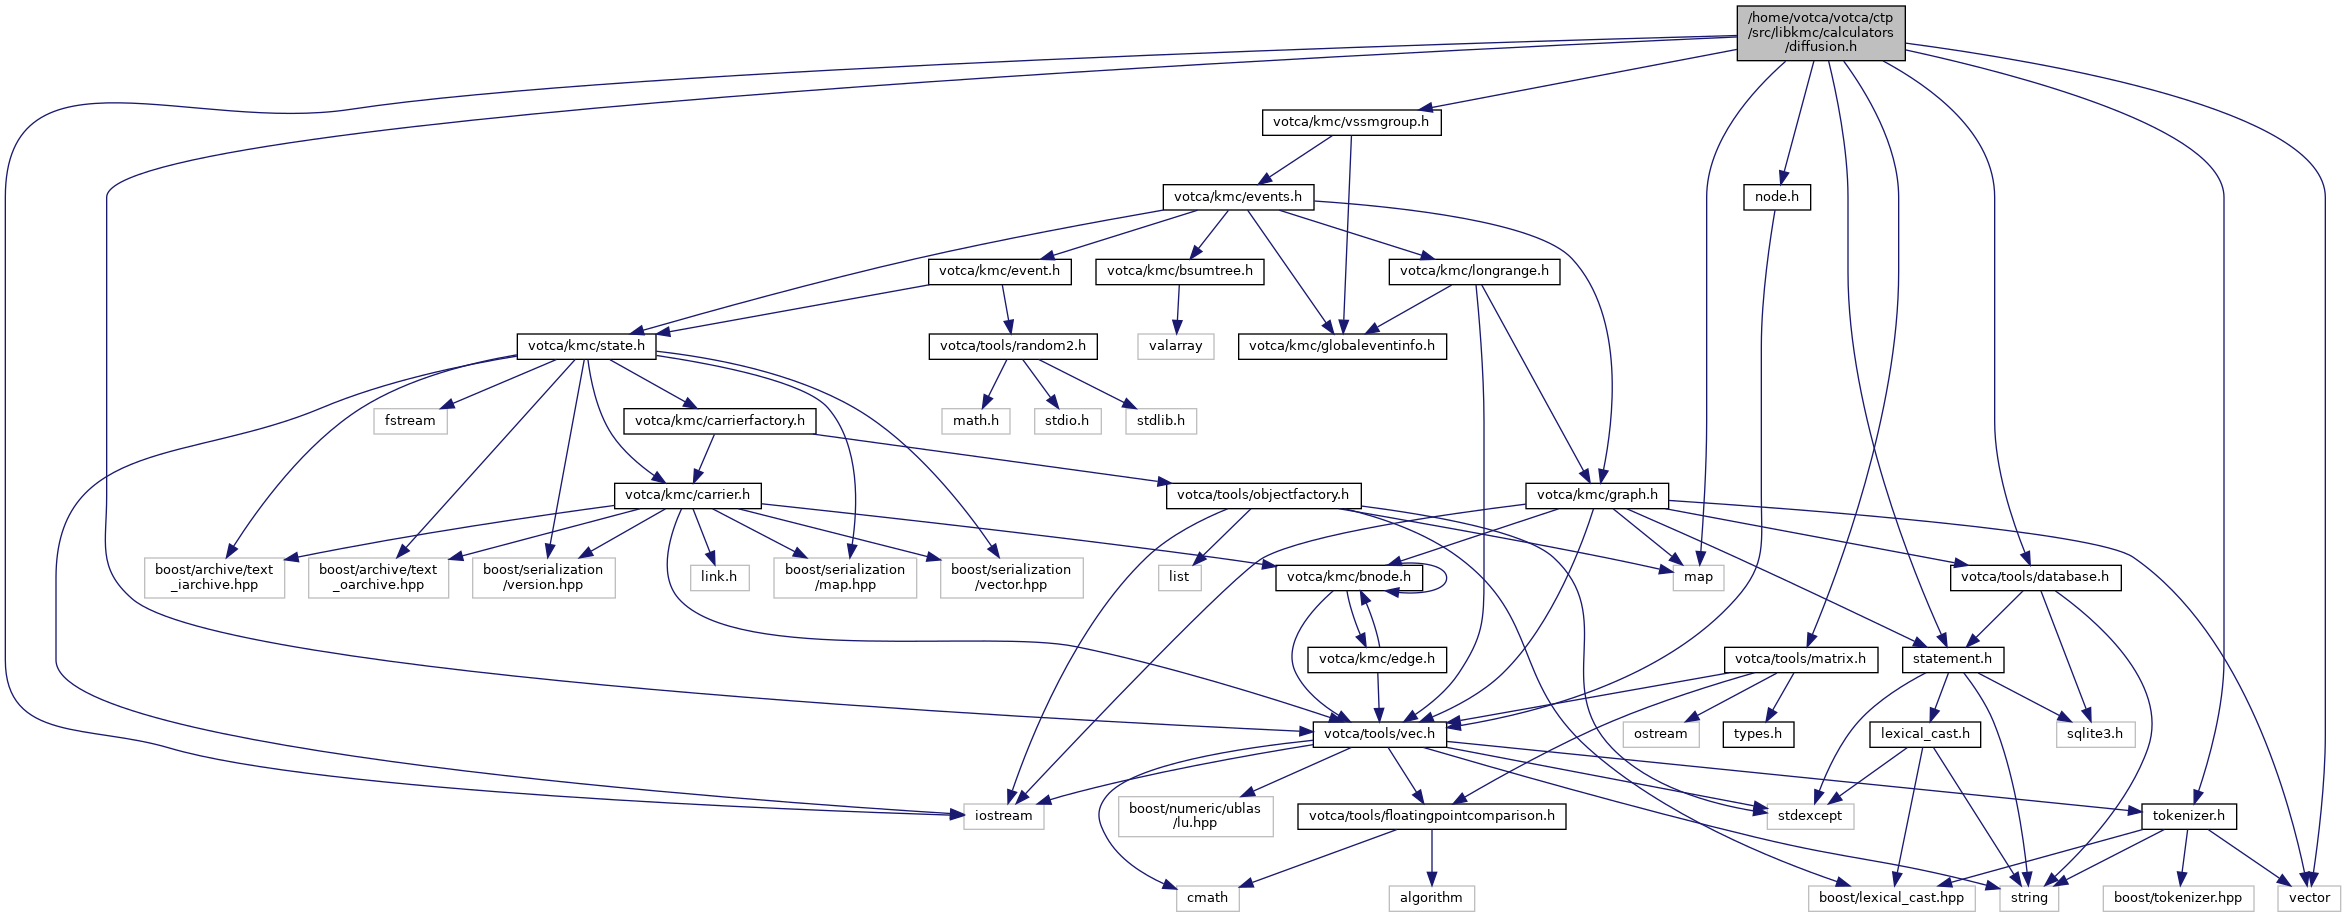 /home/votca/votca/ctp
/src/libkmc/calculators
/diffusion.h
votca/kmc/vssmgroup.h
votca/kmc/events.h
node.h
votca/kmc/event.h
votca/kmc/bsumtree.h
votca/kmc/longrange.h
votca/kmc/state.h
votca/tools/random2.h
valarray
votca/kmc/globaleventinfo.h
fstream
votca/kmc/carrierfactory.h
math.h
stdio.h
stdlib.h
votca/kmc/carrier.h
votca/tools/objectfactory.h
votca/kmc/graph.h
boost/archive/text
_iarchive.hpp
boost/archive/text
_oarchive.hpp
boost/serialization
/version.hpp
link.h
boost/serialization
/map.hpp
boost/serialization
/vector.hpp
list
votca/kmc/bnode.h
map
votca/tools/database.h
votca/kmc/edge.h
votca/tools/matrix.h
statement.h
votca/tools/vec.h
ostream
types.h
lexical_cast.h
sqlite3.h
iostream
boost/numeric/ublas
/lu.hpp
votca/tools/floatingpointcomparison.h
stdexcept
tokenizer.h
cmath
algorithm
boost/lexical_cast.hpp
string
boost/tokenizer.hpp
vector